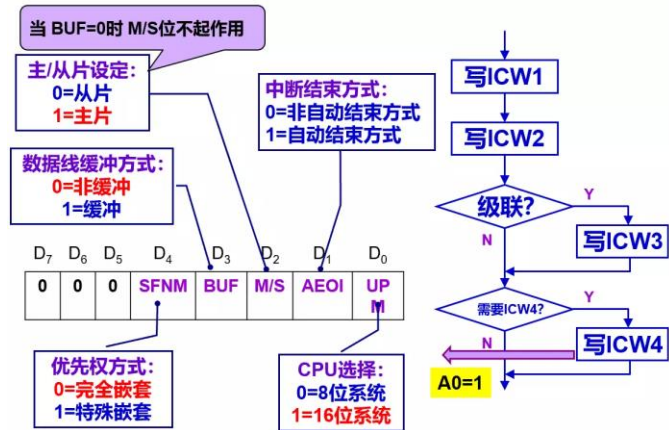 当 BUF=0时 M/S位不起作用
主/从片设定:
0=从片
1=主片
中断结束方式:
0=非自动结束方式
1=自动结束方式
数据线缓冲方式:
0=非缓冲
1=缓冲
D7 D6 D5 D4 D3 D2 D1 D0
0 0 0 SFNM BUF M/S AEOI UP
M
优先权方式:
0=完全嵌套
1=特殊嵌套
CPU选择:
0=8位系统
1=16位系统
写ICW1
写ICW2
级联?
Y
N
写ICW3
需要ICW4?
Y
N
写ICW4
A0=1